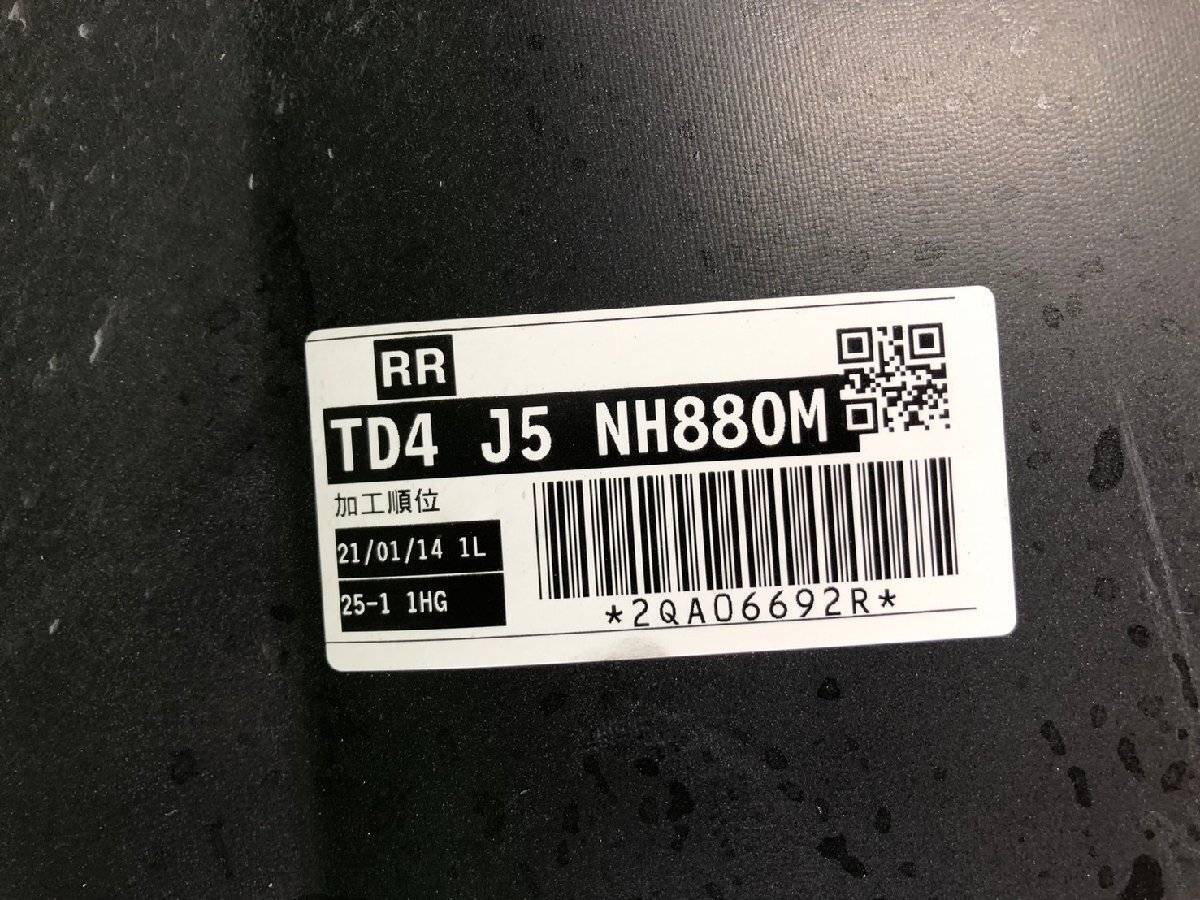 RR
TD4 J5 NH880M
加工順位
21/01/14 1L
25-1 1HG
*2QA06692R*